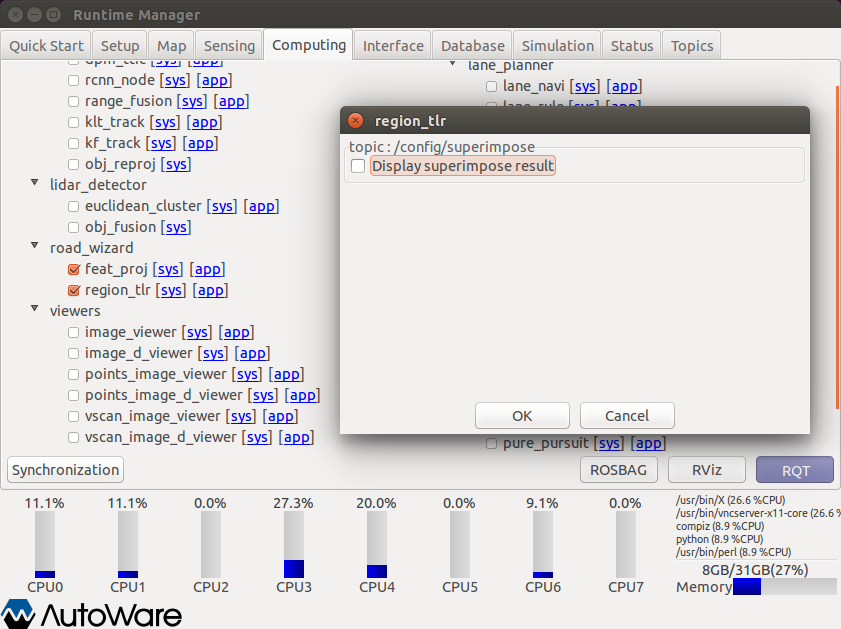 Runtime Manager
Quick Start Setup Map Sensing Computing Interface Database Simulation Status Topics
rcnn_node [sys] [app]
range_fusion [sys] [app]
klt_track [sys] [app]
kf_track [sys] [app]
obj_reproj [sys]
lidar_detector
euclidean_cluster [sys] [app]
obj_fusion [sys]
road_wizard
feat_proj [sys] [app]
region_tlr [sys] [app]
viewers
image_viewer [sys] [app]
image_d_viewer [sys] [app]
points_image_viewer [sys] [app]
points_image_d_viewer [sys] [app]
vscan_image_viewer [sys] [app]
vscan_image_d_viewer [sys] [app]
lane_planner
lane_navi [sys] [app]
lane_rule [sys] [app]
region_tlr
topic : /config/superimpose
Display superimpose result
OK Cancel
pure_pursuit [sys] [app]
Synchronization ROSBAG RViz RQT
11.1% 11.1% 0.0% 27.3% 20.0% 0.0% 9.1% 0.0%
CPU0 CPU1 CPU2 CPU3 CPU4 CPU5 CPU6 CPU7
/usr/bin/X (26.6 %CPU)
/usr/bin/vncserver-x11-core (26.6 %
compiz (8.9 %CPU)
python (8.9 %CPU)
/usr/bin/perl (8.9 %CPU)
8GB/31GB(27%)
Memory
AutoWare